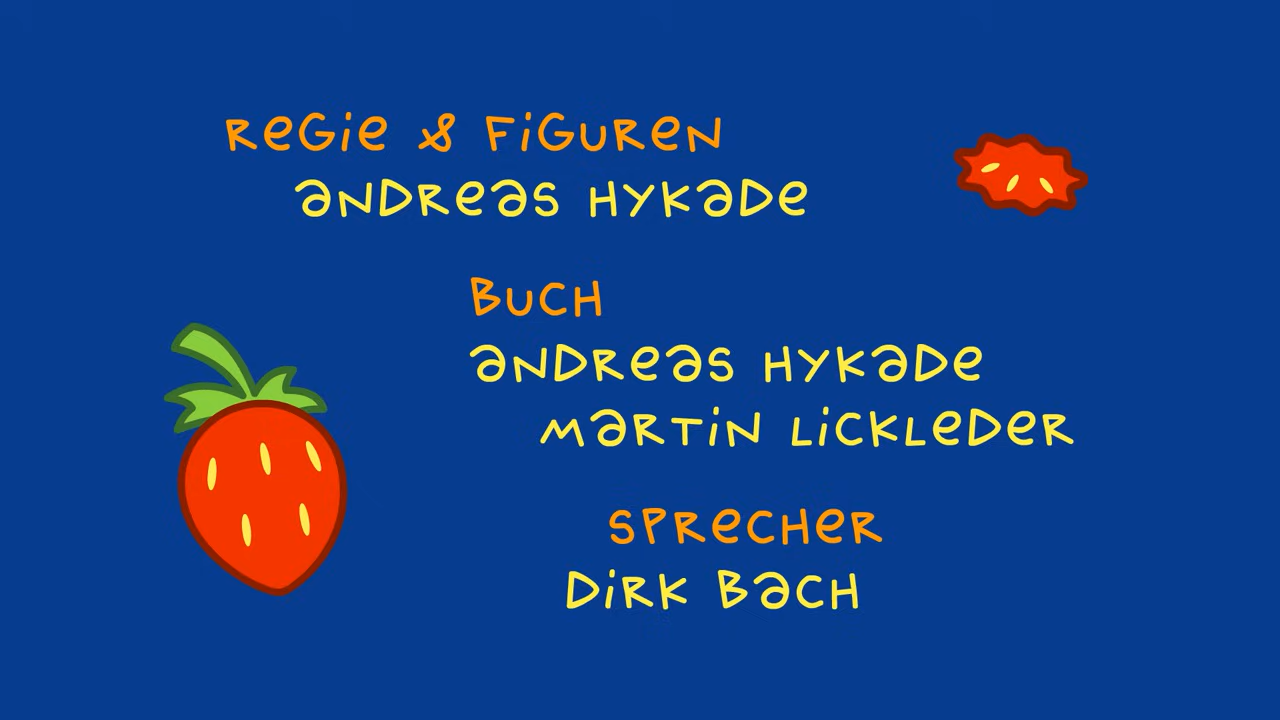 Regie & Figuren
Andreas Hykade
Buch
Andreas Hykade
Martin Lickleder
Sprecher
Dirk Bach